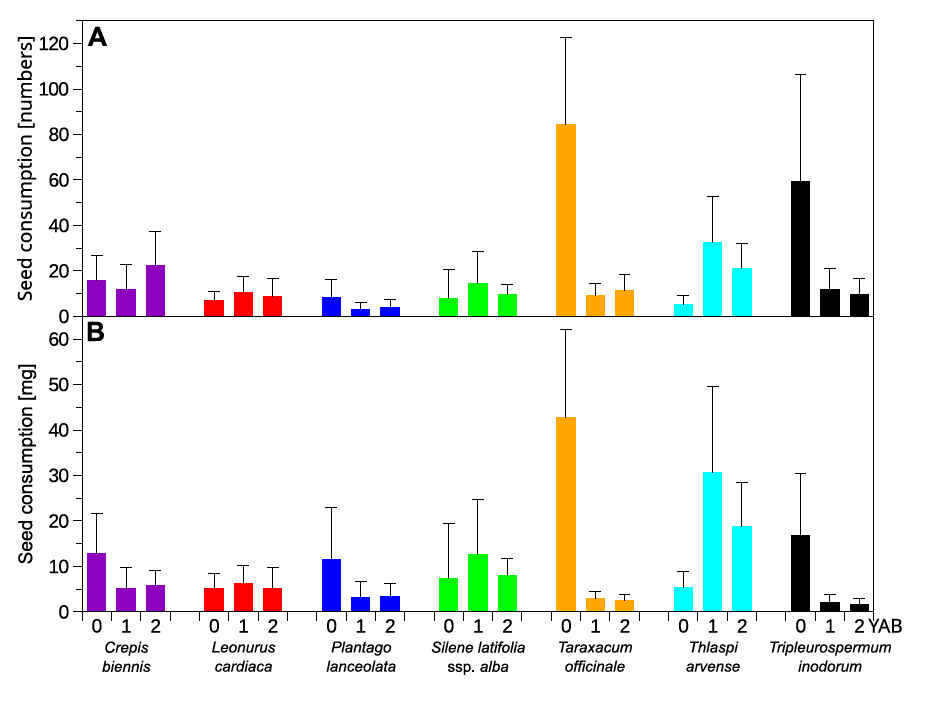 A
Seed consumption [numbers]
120
100
80
60
40
20
0
B
Seed consumption [mg]
60
50
40
30
20
10
0
0 1 2 0 1 2 0 1 2 0 1 2 0 1 2 0 1 2 0 1 2 YAB
Crepis Leonurus Plantago Silene latifolia Taraxacum Thlaspi Tripleurospermum
biennis cardiaca lanceolata ssp. alba officinale arvense inodorum